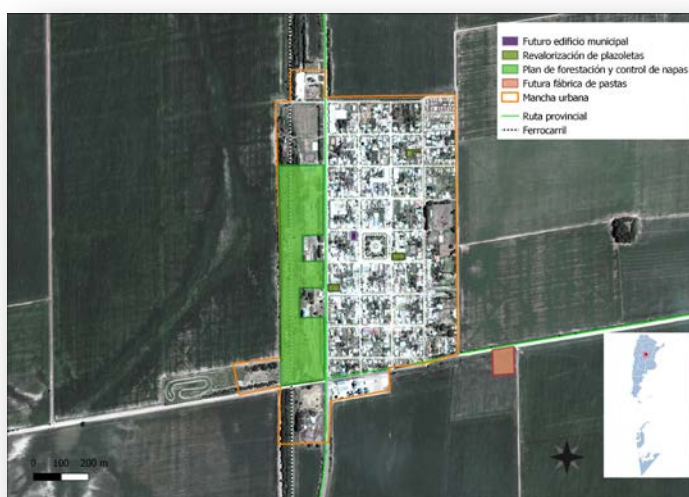 Futuro edificio municipal
Revalorización de plazoletas
Plan de forestación y control de napas
Futura fábrica de pastas
Mancha urbana
Ruta provincial
Ferrocarril
0 100 200 m